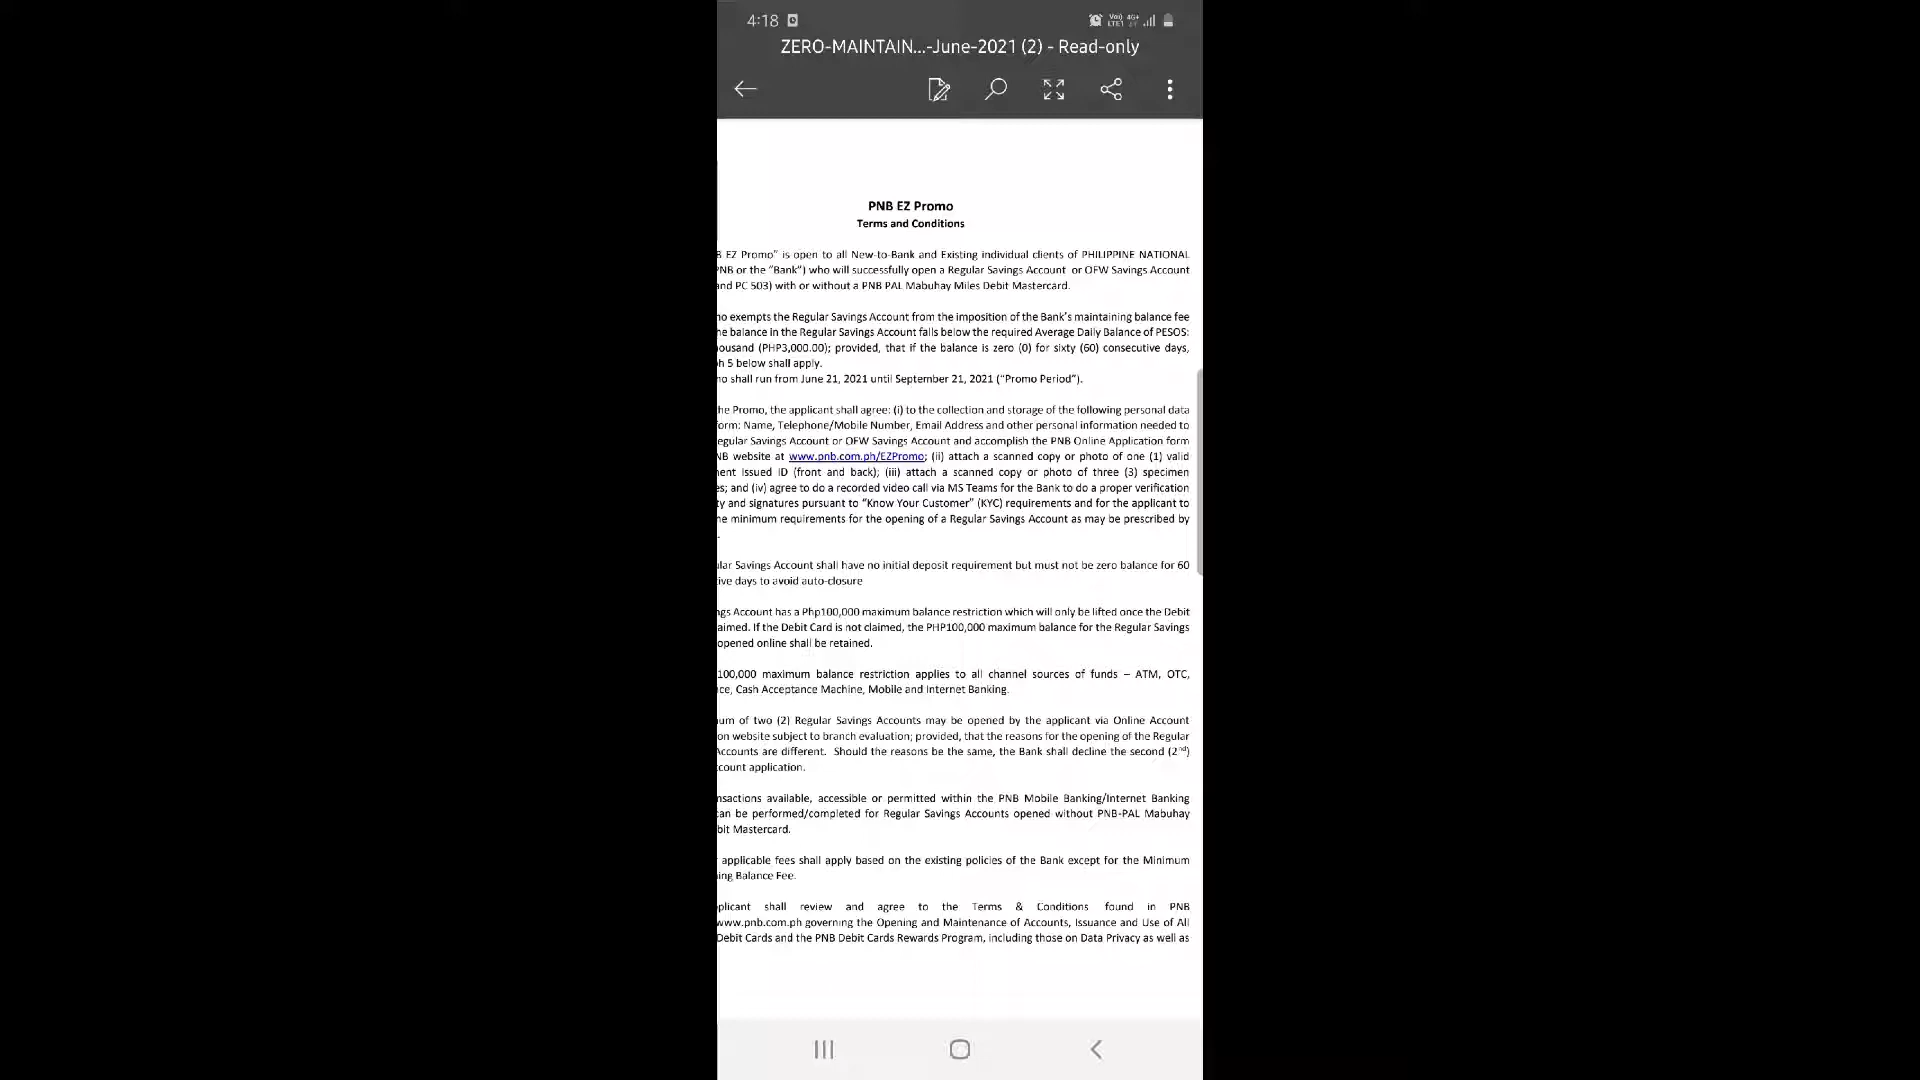 4:18
Vo) 4G+
LTE1
ZERO-MAINTAIN...-June-2021 (2) - Read-only
PNB EZ Promo
Terms and Conditions
EZ Promo" is open to all New-to-Bank and Existing individual clients of PHILIPPINE NATIONAL
PNB or the "Bank") who will successfully open a Regular Savings Account or OFW Savings Account
and PC 503) with or without a PNB PAL Mabuhay Miles Debit Mastercard.
exempts the Regular Savings Account from the imposition of the Bank's maintaining balance fee
balance in the Regular Savings Account falls below the required Average Daily Balance of PESOS:
ousand (PHP3,000.00); provided, that if the balance is zero (0) for sixty (60) consecutive days,
h 5 below shall apply.
no shall run from June 21, 2021 until September 21, 2021 ("Promo Period").
he Promo, the applicant shall agree: (i) to the collection and storage of the following personal data
orm: Name, Telephone/Mobile Number, Email Address and other personal information needed to
egular Savings Account or OFW Savings Account and accomplish the PNB Online Application form
NB website at www.pnb.com.ph/EZPromo; (ii) attach a scanned copy or photo of one (1) valid
ent Issued ID (front and back); (iii) attach a scanned copy or photo of three (3) specimen
es; and (iv) agree to do a recorded video call via MS Teams for the Bank to do a proper verification
ty and signatures pursuant to "Know Your Customer" (KYC) requirements and for the applicant to
he minimum requirements for the opening of a Regular Savings Account as may be prescribed by
.
lar Savings Account shall have no initial deposit requirement but must not be zero balance for 60
ive days to avoid auto-closure
ngs Account has a Php100,000 maximum balance restriction which will only be lifted once the Debit
aimed. If the Debit Card is not claimed, the PHP100,000 maximum balance for the Regular Savings
opened online shall be retained.
100,000 maximum balance restriction applies to all channel sources of funds – ATM, OTC,
ce, Cash Acceptance Machine, Mobile and Internet Banking.
um of two (2) Regular Savings Accounts may be opened by the applicant via Online Account
on website subject to branch evaluation; provided, that the reasons for the opening of the Regular
Accounts are different. Should the reasons be the same, the Bank shall decline the second (2nd)
count application.
nsactions available, accessible or permitted within the PNB Mobile Banking/Internet Banking
can be performed/completed for Regular Savings Accounts opened without PNB-PAL Mabuhay
bit Mastercard.
applicable fees shall apply based on the existing policies of the Bank except for the Minimum
ing Balance Fee.
plicant shall review and agree to the Terms & Conditions found in PNB
www.pnb.com.ph governing the Opening and Maintenance of Accounts, Issuance and Use of All
Debit Cards and the PNB Debit Cards Rewards Program, including those on Data Privacy as well as